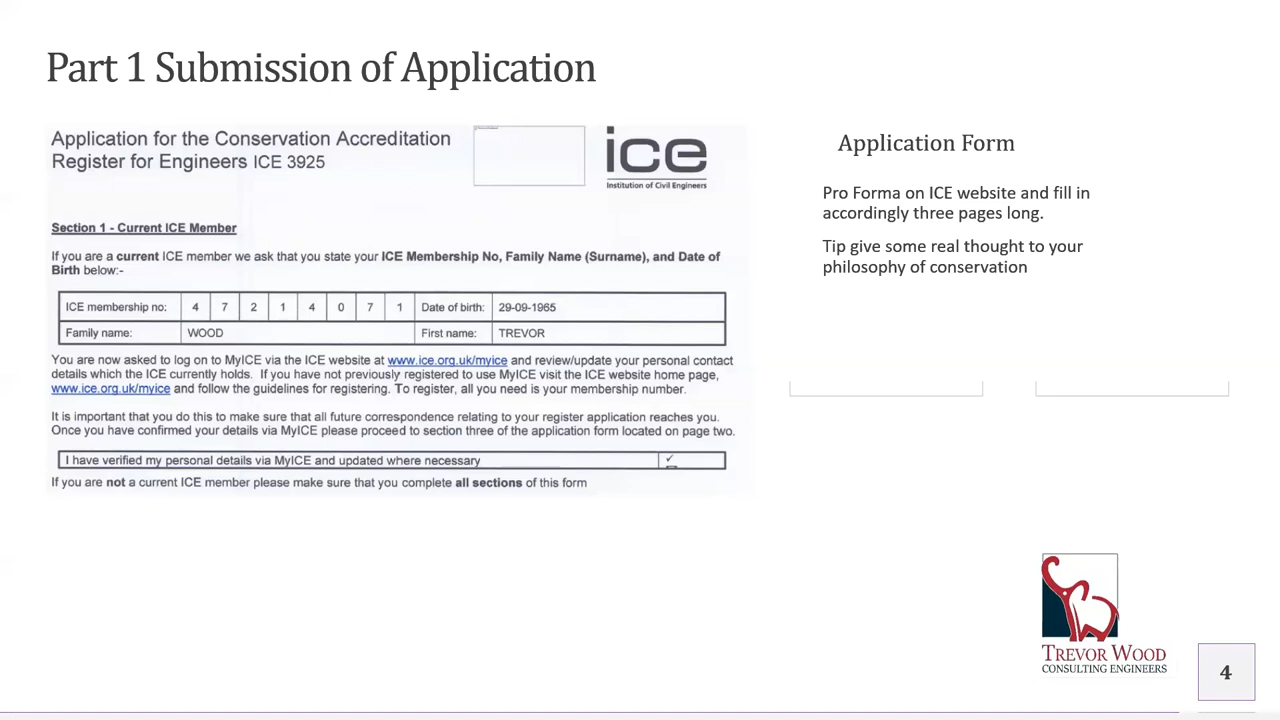 Part 1 Submission of Application
Application for the Conservation Accreditation
Register for Engineers ICE 3925
ice
Institution of Civil Engineers
Section 1 - Current ICE Member
If you are a current ICE member we ask that you state your ICE Membership No, Family Name (Surname), and Date of
Birth below:-
ICE membership no: 4 7 2 1 4 0 7 1 Date of birth: 29-09-1965
Family name: WOOD First name: TREVOR
You are now asked to log on to MyICE via the ICE website at www.ice.org.uk/myice and review/update your personal contact
details which the ICE currently holds. If you have not previously registered to use MyICE visit the ICE website home page,
www.ice.org.uk/myice and follow the guidelines for registering. To register, all you need is your membership number.
It is important that you do this to make sure that all future correspondence relating to your register application reaches you.
Once you have confirmed your details via MyICE please proceed to section three of the application form located on page two.
I have verified my personal details via MyICE and updated where necessary ✓
If you are not a current ICE member please make sure that you complete all sections of this form
Application Form
Pro Forma on ICE website and fill in
accordingly three pages long.
Tip give some real thought to your
philosophy of conservation
TREVOR WOOD
CONSULTING ENGINEERS
4